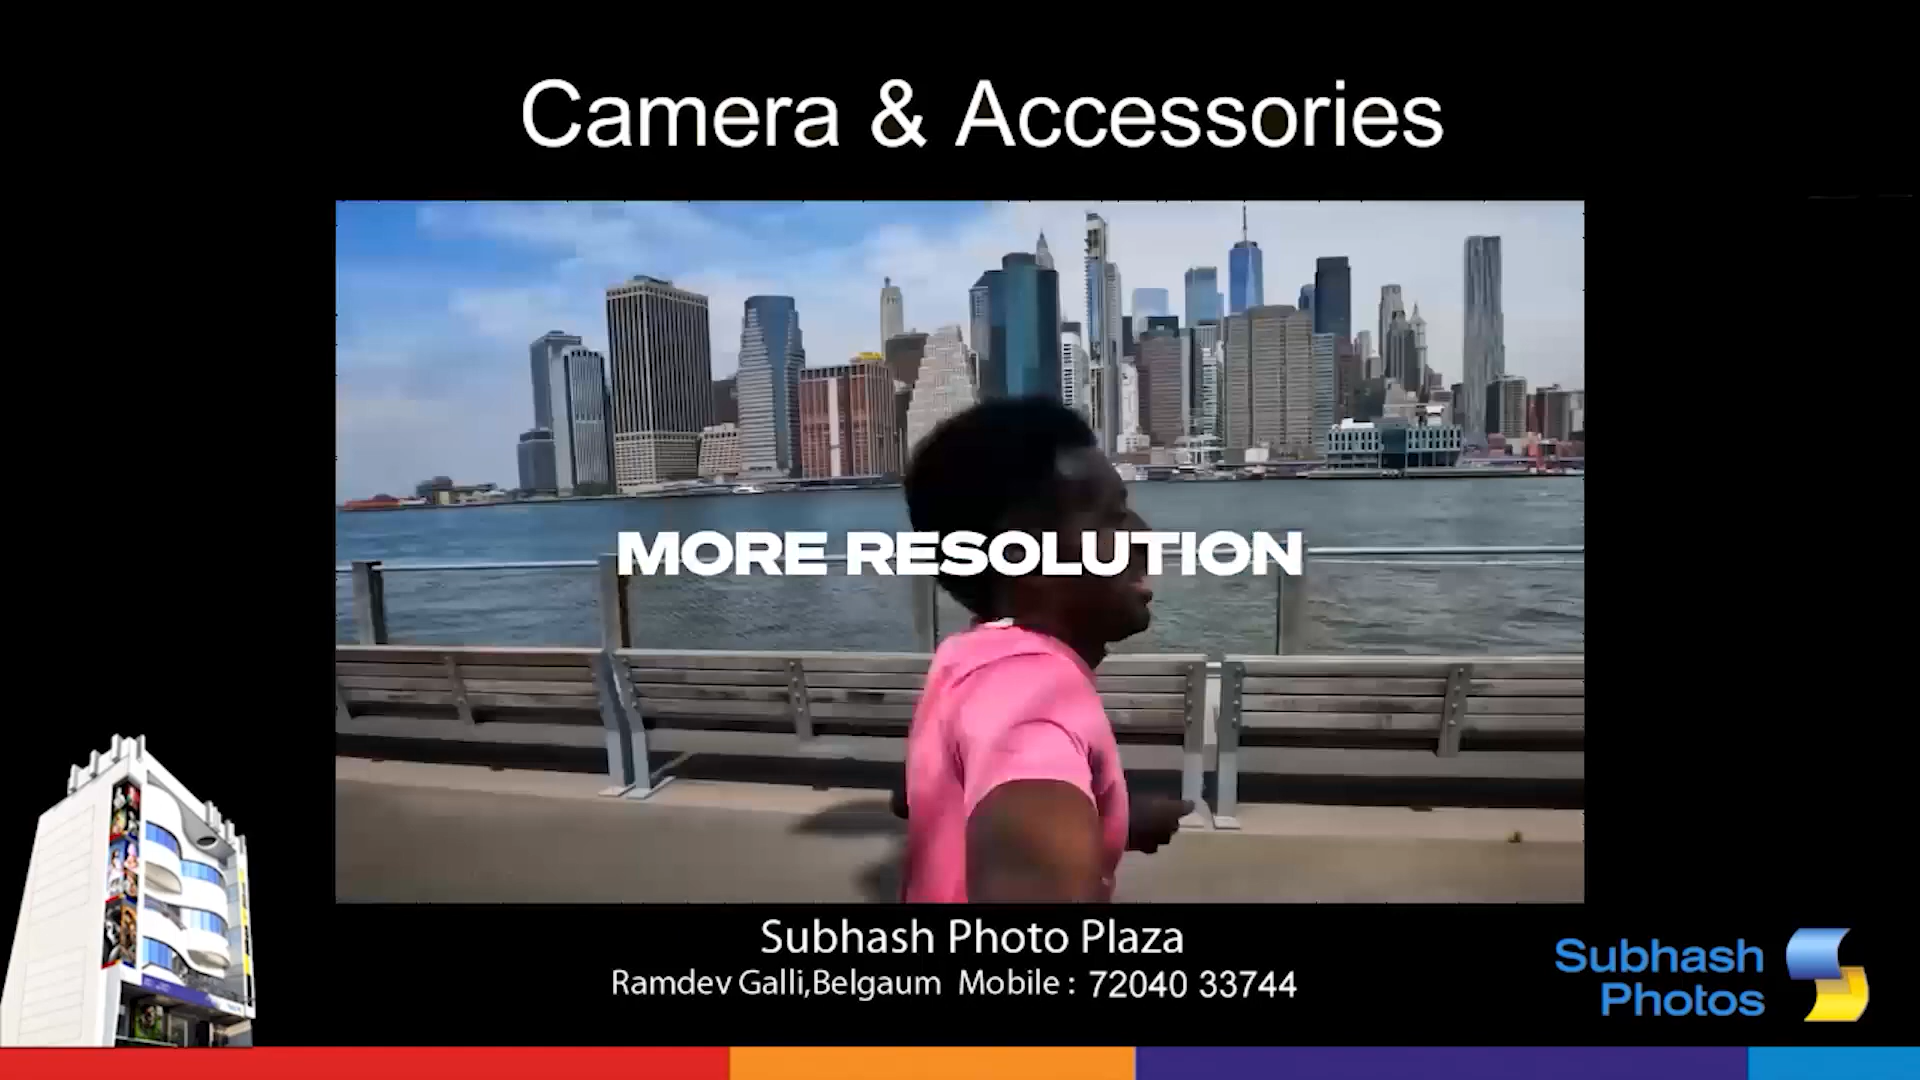 Camera & Accessories
MORE RESOLUTION
Subhash Photo Plaza
Ramdev Galli,Belgaum Mobile : 72040 33744
Subhash
Photos